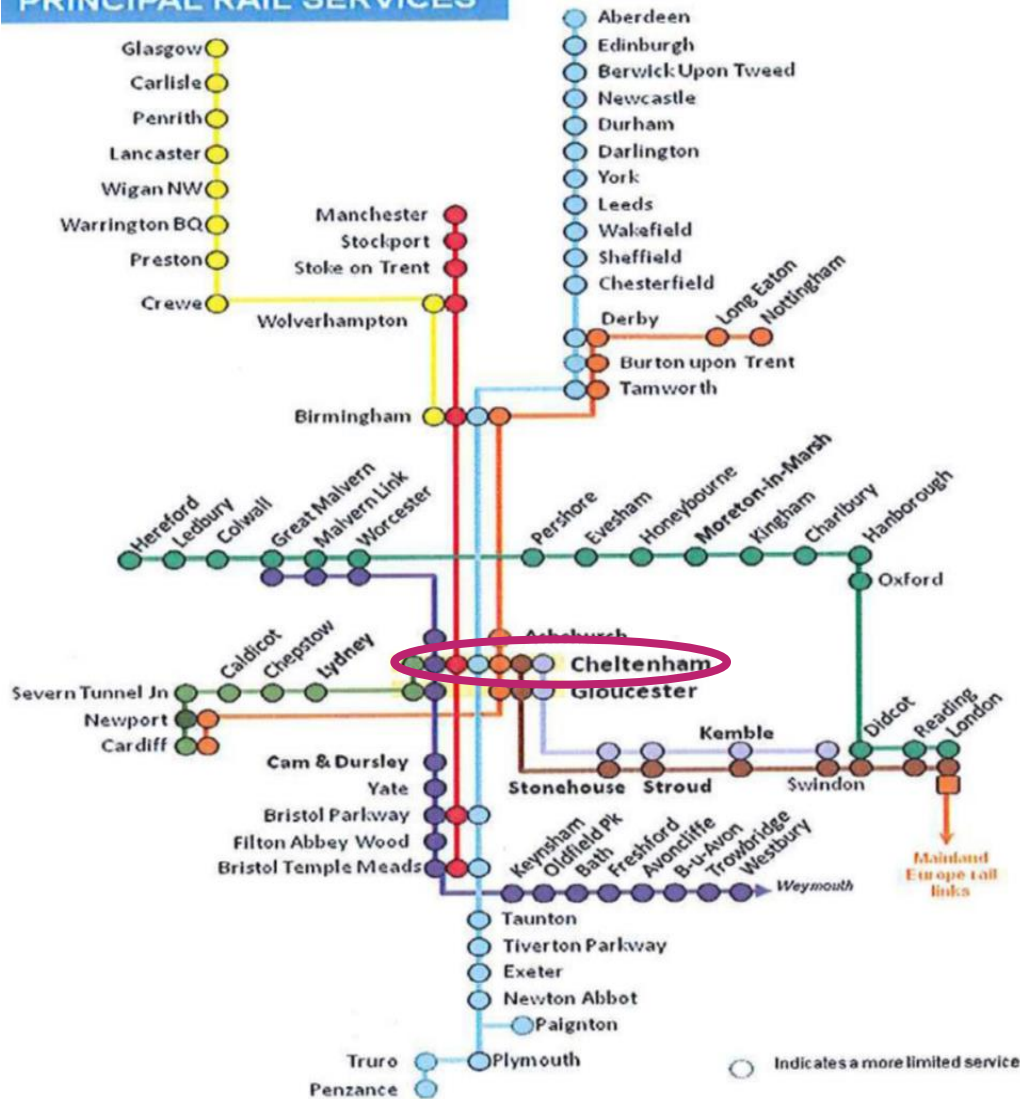 PRINCIPAL RAIL SERVICES
Glasgow
Carlisle
Penrith
Lancaster
Wigan NW
Warrington BQ
Preston
Crewe
Manchester
Stockport
Stoke on Trent
Wolverhampton
Birmingham
Aberdeen
Edinburgh
Berwick Upon Tweed
Newcastle
Durham
Darlington
York
Leeds
Wakefield
Sheffield
Chesterfield
Derby
Long Eaton
Nottingham
Burton upon Trent
Tamworth
Hereford
Ledbury
Colwall
Great Malvern
Malvern Link
Worcester
Pershore
Evesham
Honeybourne
Moreton-in-Marsh
Kingham
Charlbury
Hanborough
Oxford
Caldicot
Chepstow
Lydney
Ashchurch
Cheltenham
Gloucester
Severn Tunnel Jn
Newport
Cardiff
Kemble
Didcot
Reading
London
Stonehouse
Stroud
Swindon
Cam & Dursley
Yate
Bristol Parkway
Filton Abbey Wood
Bristol Temple Meads
Keynsham
Oldfield Pk
Bath
Freshford
Avoncliffe
B-u-Avon
Trowbridge
Westbury
Weymouth
Mainland
Europe rail
links
Taunton
Tiverton Parkway
Exeter
Newton Abbot
Paignton
Plymouth
Truro
Penzance
Indicates a more limited service